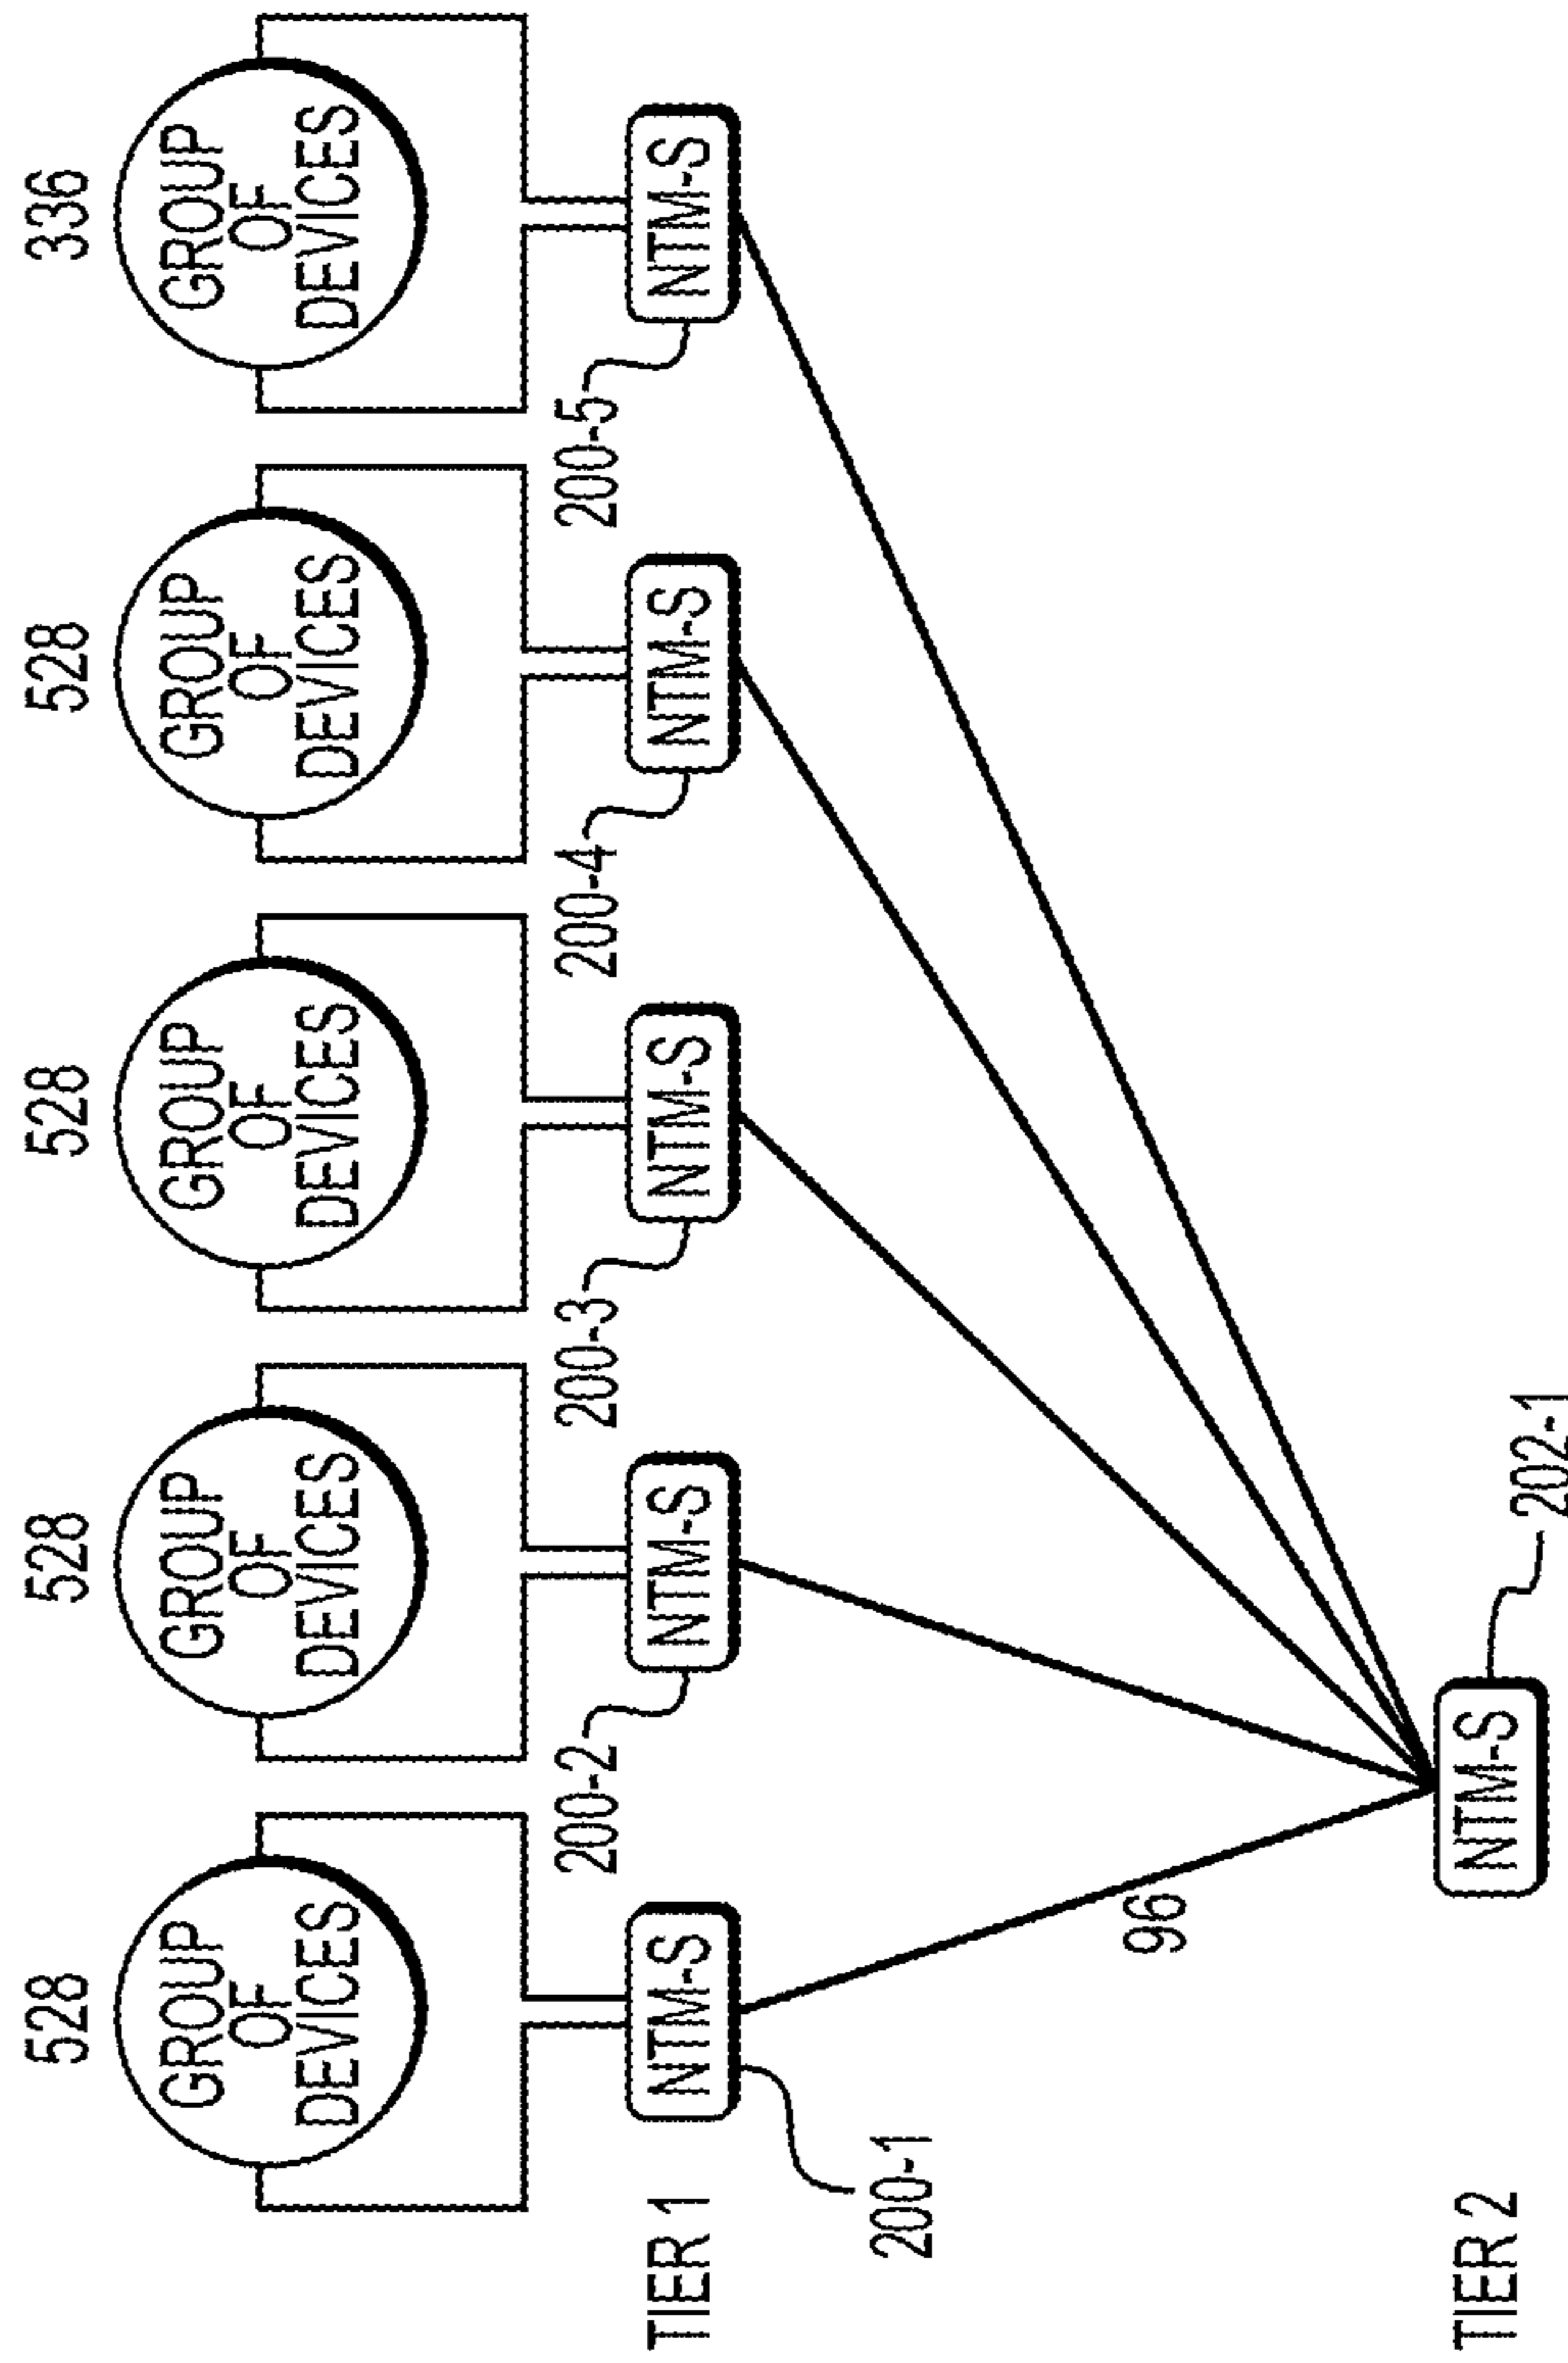 528
528
528
528
336
GROUP
OF
DEVICES
GROUP
OF
DEVICES
GROUP
OF
DEVICES
GROUP
OF
DEVICES
GROUP
OF
DEVICES
200-2
200-3
200-4
200-5
TIER 1
NTM-S
NTM-S
NTM-S
NTM-S
NTM-S
200-1
96
TIER 2
NTM-S
202-1